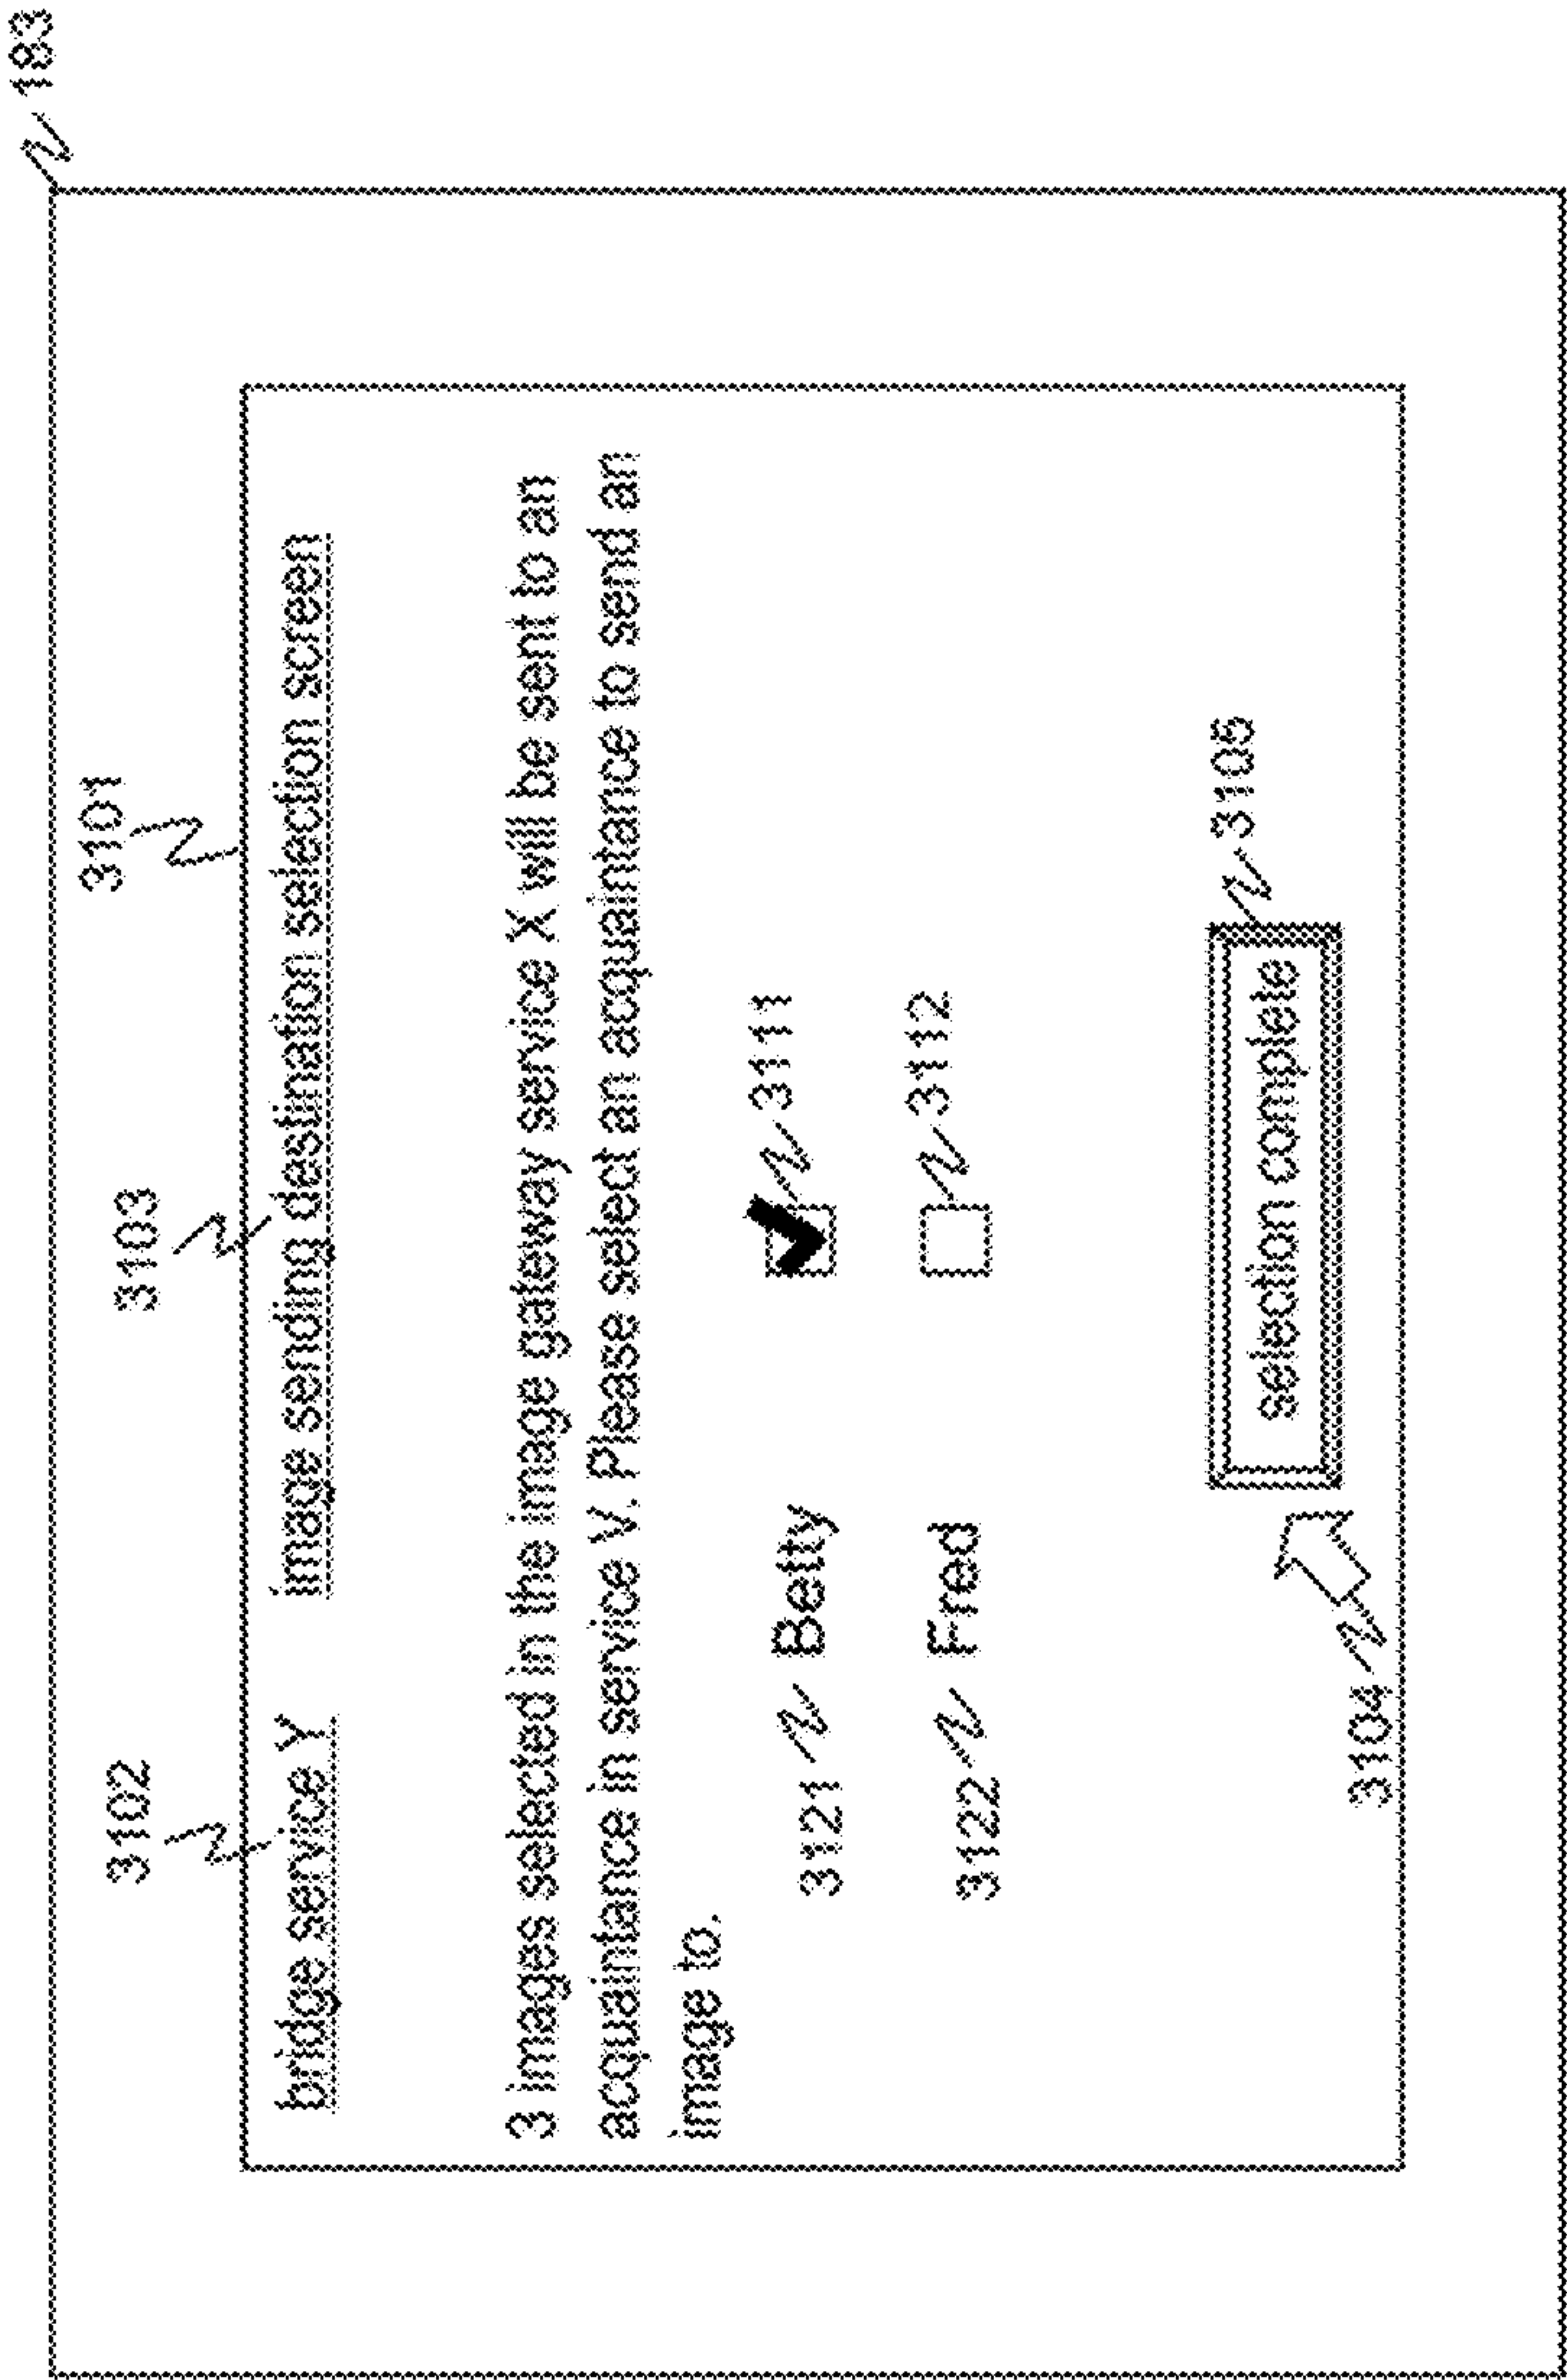 183
3101
3102
3103
bridge service Y image sending destination selection screen
3 images selected in the image gateway service X will be sent to an
acquaintance in service V. Please select an acquaintance to send an
image to.
3121 Betty 3111
3122 Fred 3112
selection complete 3105
3104